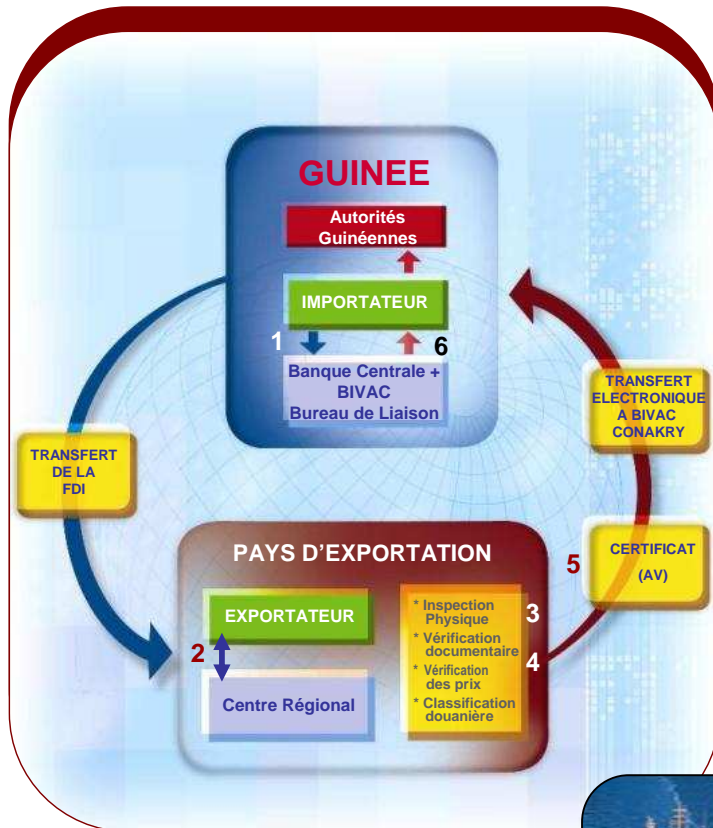 GUINEE
Autorités
Guinéennes
IMPORTATEUR
1
6
Banque Centrale +
BIVAC
Bureau de Liaison
TRANSFERT
ELECTRONIQUE
A BIVAC
CONAKRY
TRANSFERT
DE LA
FDI
PAYS D’EXPORTATION
5
CERTIFICAT
(AV)
EXPORTATEUR
2
Centre Régional
* Inspection
Physique
3
* Vérification
documentaire
4
* Vérification
des prix
* Classification
douanière